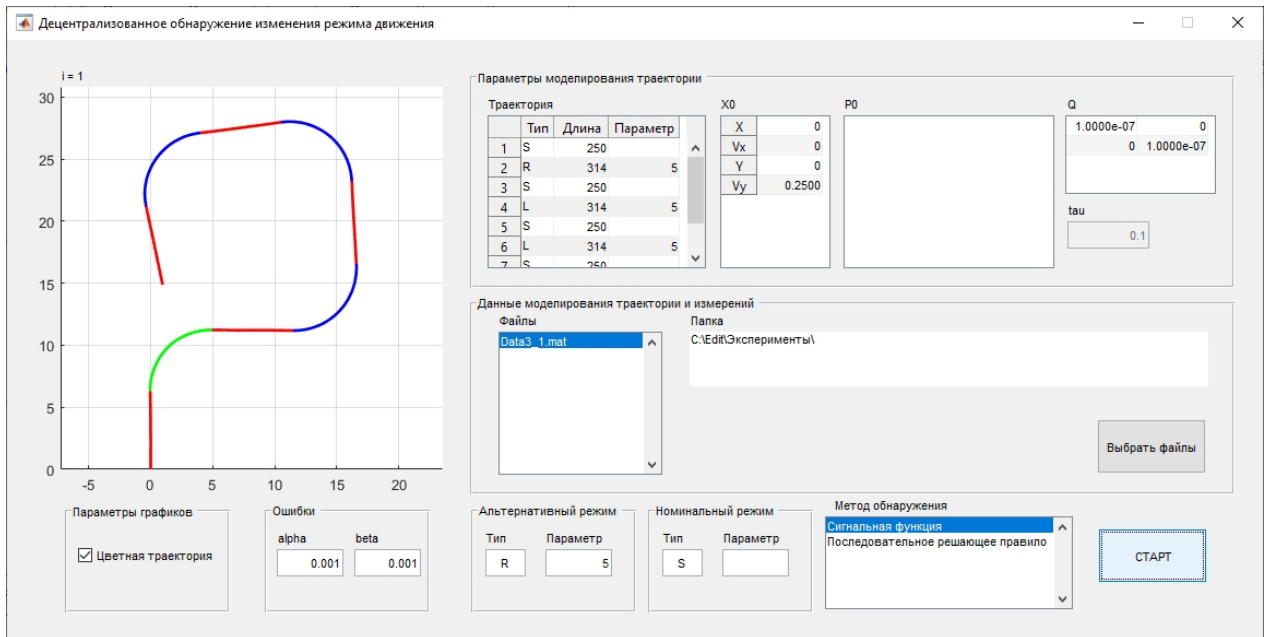 Децентрализованное обнаружение изменения режима движения
i = 1
30
25
20
15
10
5
0
-5 0 5 10 15 20
Параметры моделирования траектории
Траектория X0 P0 Q
Тип Длина Параметр
1 S 250
2 R 314 5
3 S 250
4 L 314 5
5 S 250
6 L 314 5
7 S 250
X 0
Vx 0
Y 0
Vy 0.2500
1.0000e-07 0
0 1.0000e-07
tau
0.1
Данные моделирования траектории и измерений
Файлы Папка
Data3_1.mat C:\Edit\Эксперименты\
Выбрать файлы
Параметры графиков
Цветная траектория
Ошибки
alpha beta
0.001 0.001
Альтернативный режим
Тип Параметр
R 5
Номинальный режим
Тип Параметр
S
Метод обнаружения
Сигнальная функция
Последовательное решающее правило
СТАРТ